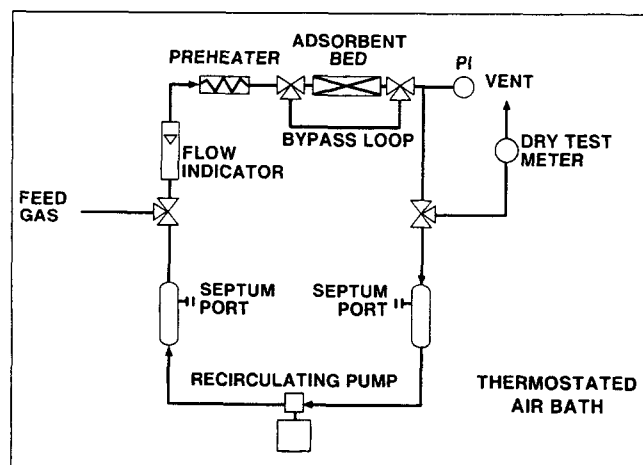 PREHEATER
ADSORBENT
BED
PI
VENT
BYPASS LOOP
DRY TEST
METER
FLOW
INDICATOR
FEED
GAS
SEPTUM
PORT
SEPTUM
PORT
RECIRCULATING PUMP
THERMOSTATED
AIR BATH